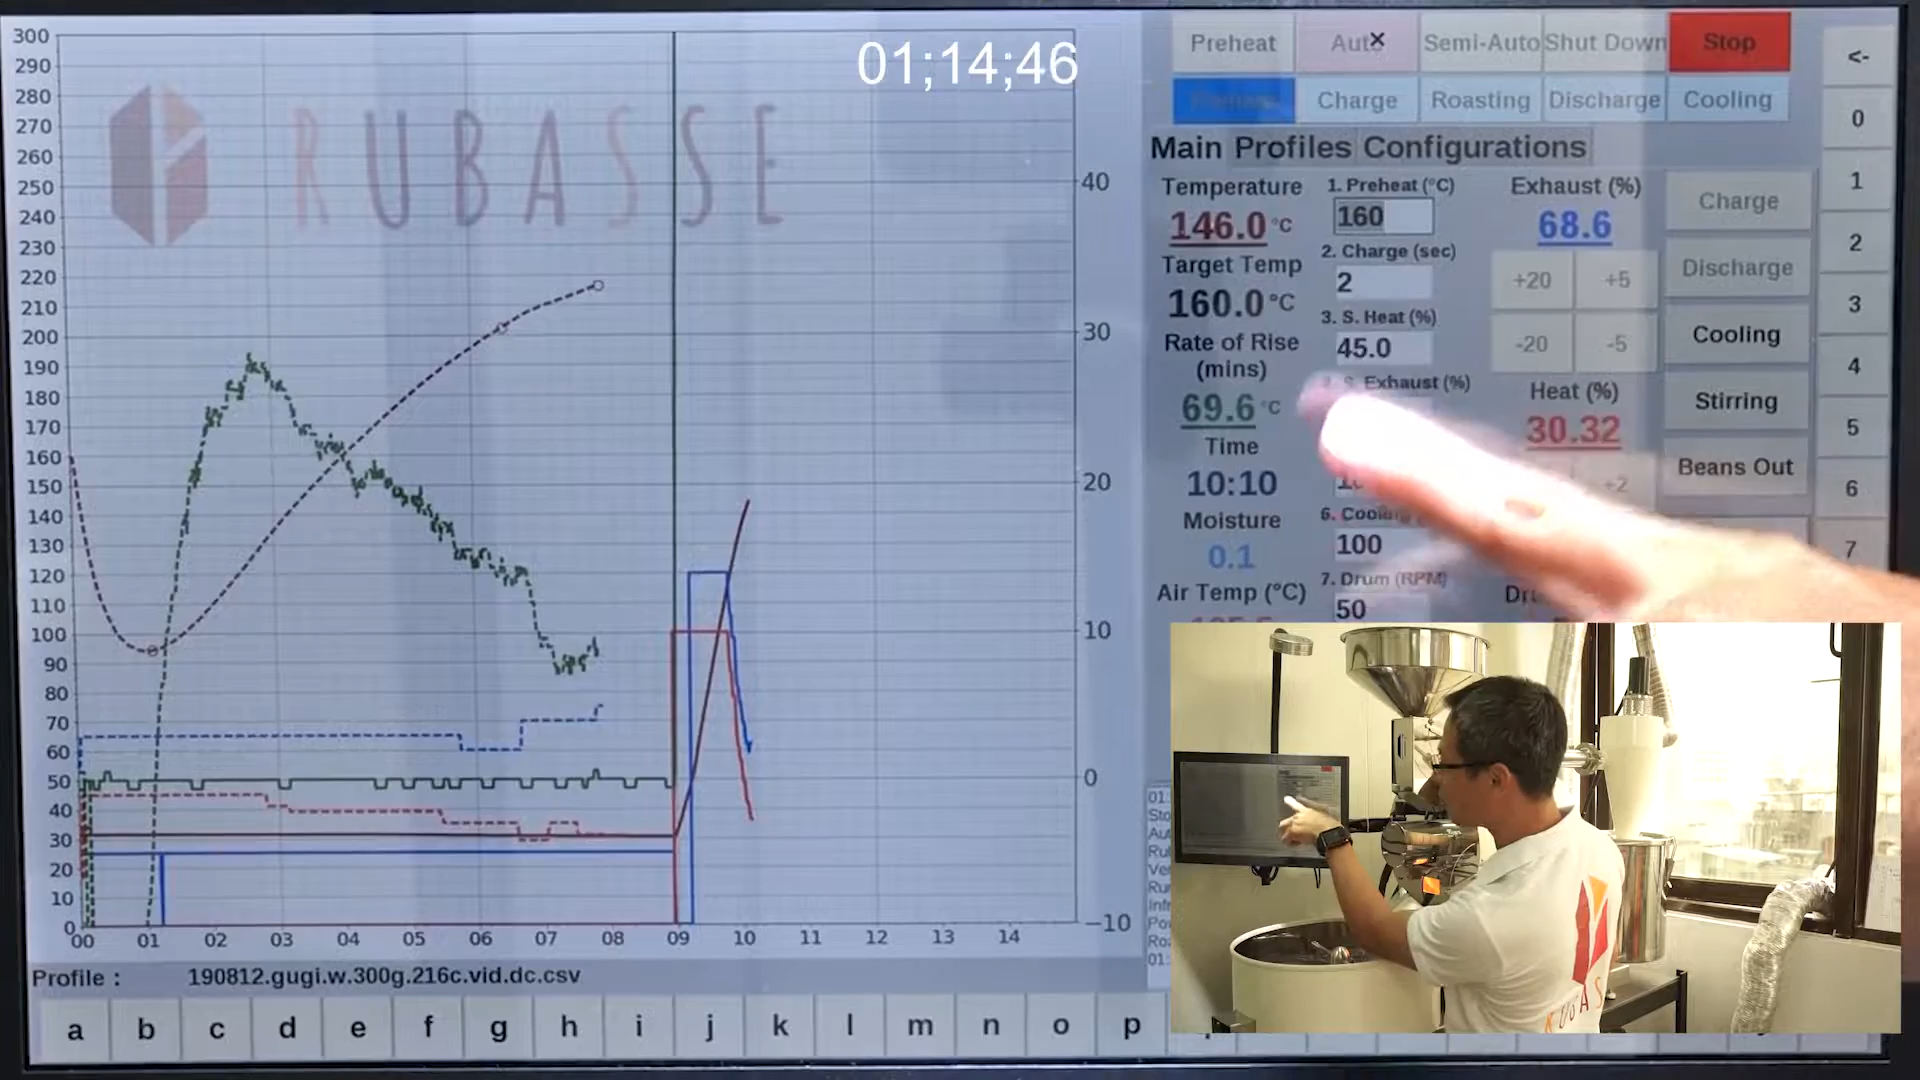 01;14;46
RUBASSE
300
290
280
270
260
250
240
230
220
210
200
190
180
170
160
150
140
130
120
110
100
90
80
70
60
50
40
30
20
10
0
40
30
20
10
0
-10
00 01 02 03 04 05 06 07 08 09 10 11 12 13 14
Profile : 190812.gugi.w.300g.216c.vid.dc.csv
a b c d e f g h i j k l m n o p
Preheat Auto Semi-Auto Shut Down Stop
Preheat Charge Roasting Discharge Cooling
Main Profiles Configurations
Temperature
146.0 °C
Target Temp
160.0 °C
Rate of Rise
(mins)
69.6 °C
Time
10:10
Moisture
0.1
Air Temp (°C)
1. Preheat (°C)
160
2. Charge (sec)
2
3. S. Heat (%)
45.0
S. Exhaust (%)
6.
100
7. Drum (RPM)
50
Exhaust (%)
68.6
+20 +5
-20 -5
Heat (%)
30.32
+2
Charge
Discharge
Cooling
Stirring
Beans Out
<-
0
1
2
3
4
5
6
7